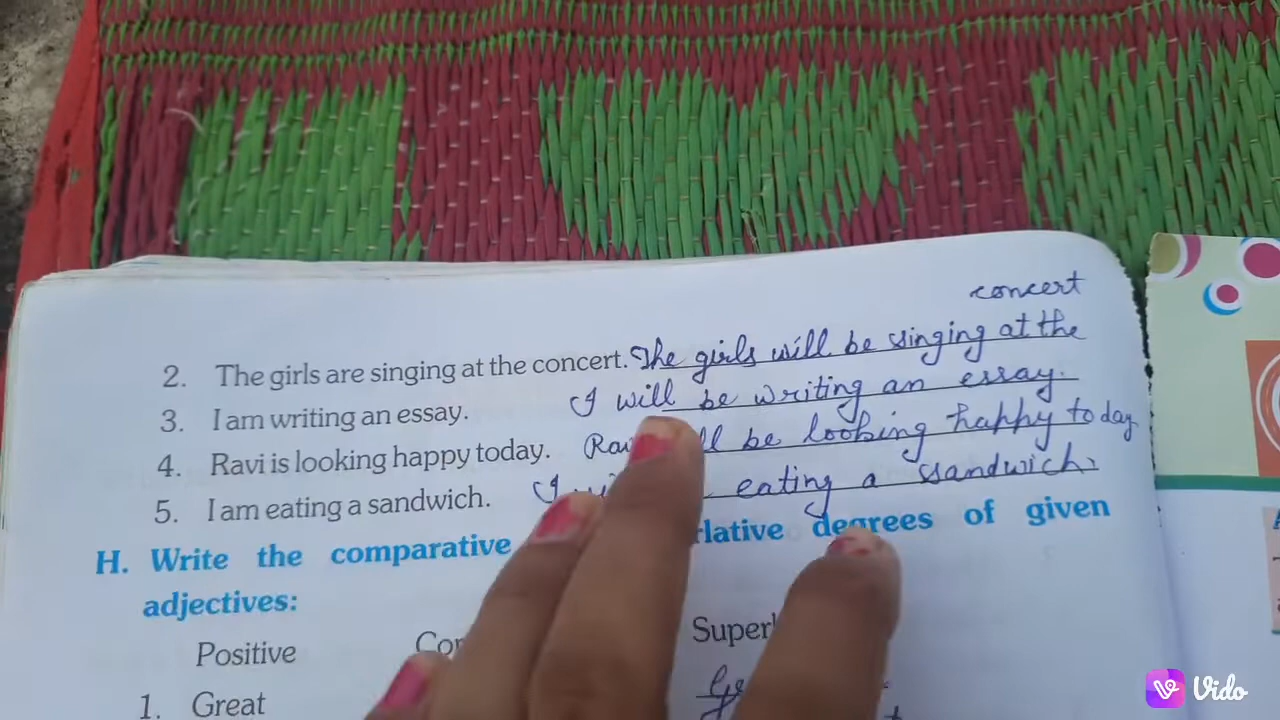 concert
2. The girls are singing at the concert. The girls will be singing at the
3. I am writing an essay. I will be writing an essay.
4. Ravi is looking happy today. be looking happy today
5. I am eating a sandwich. I eating a sandwich.
H. Write the comparative degrees of given
adjectives:
Positive
1. Great
Vido